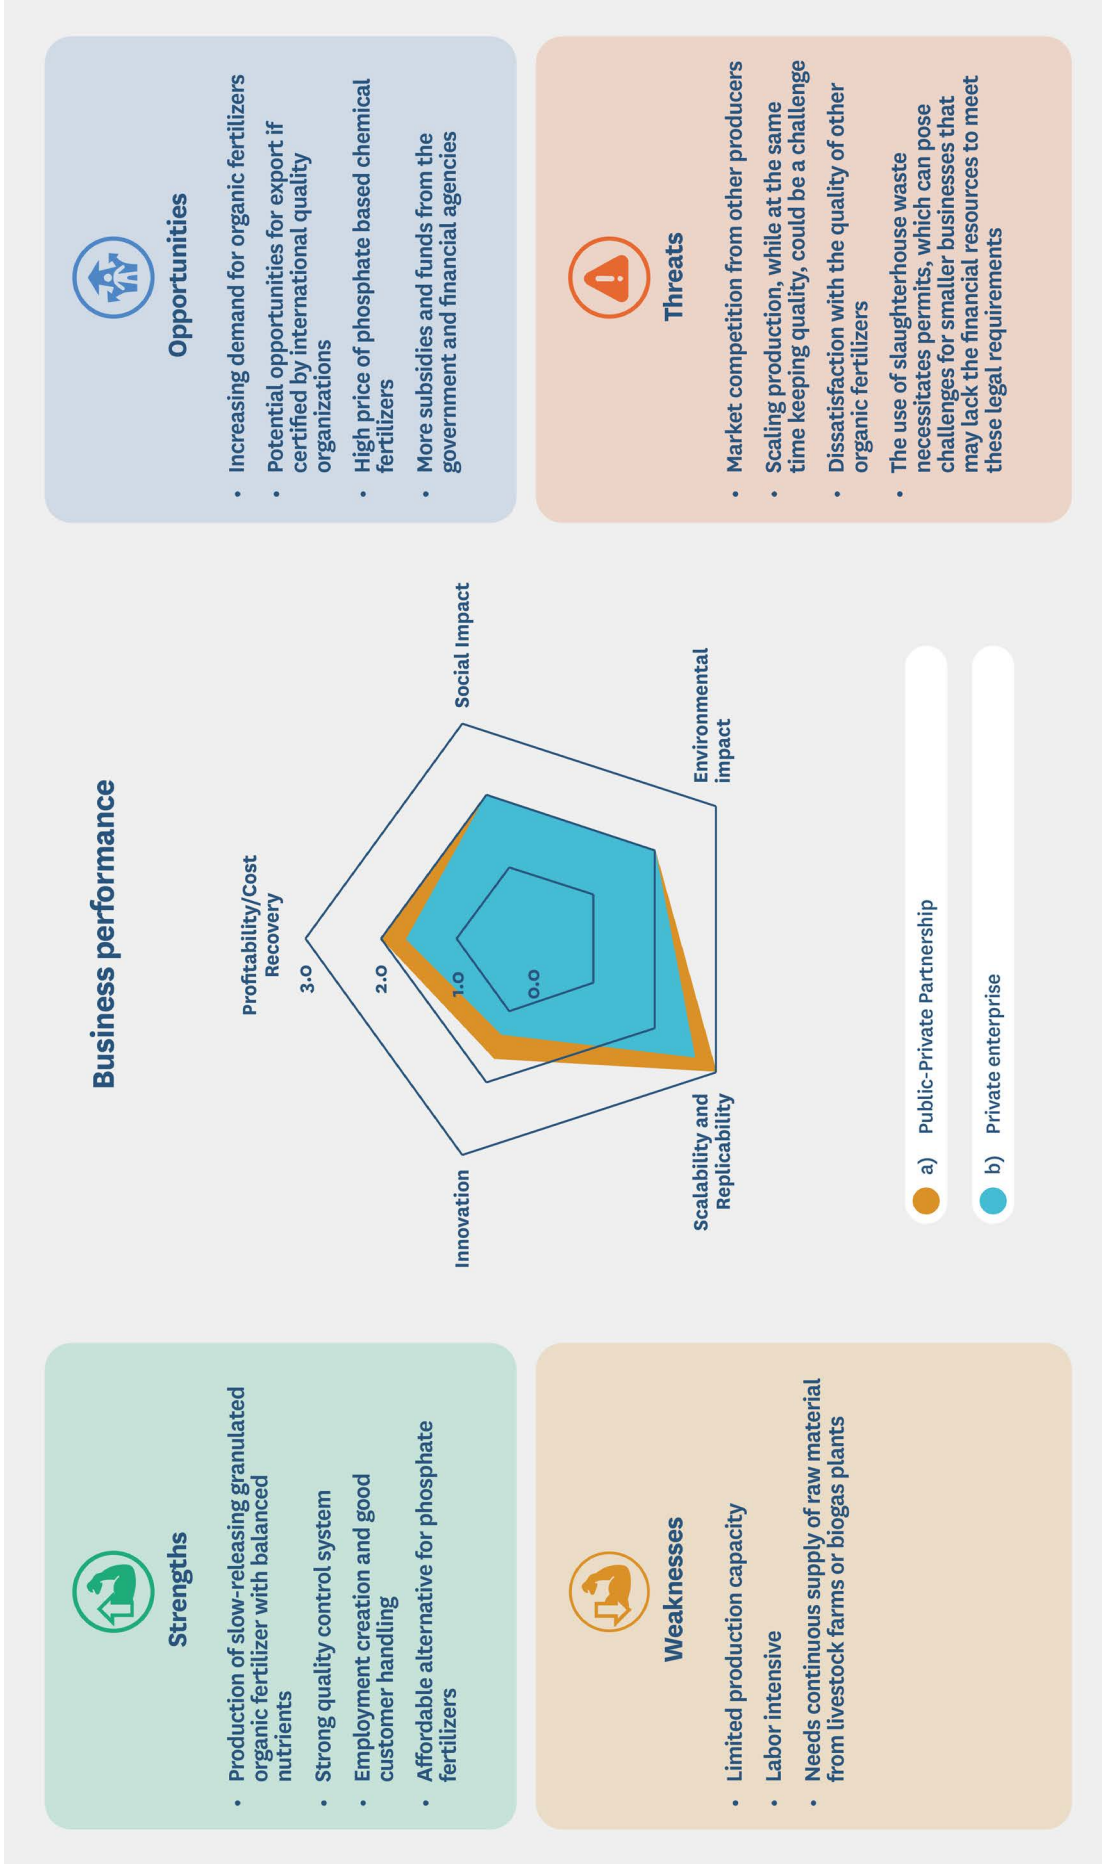 Strengths
• Production of slow-releasing granulated
organic fertilizer with balanced
nutrients
• Strong quality control system
• Employment creation and good
customer handling
• Affordable alternative for phosphate
fertilizers
Weaknesses
• Limited production capacity
• Labor intensive
• Needs continuous supply of raw material
from livestock farms or biogas plants
Business performance
Profitability/Cost
Recovery
3.0
2.0
1.0
0.0
Innovation
Social Impact
Scalability and
Replicability
Environmental
impact
a) Public-Private Partnership
b) Private enterprise
Opportunities
• Increasing demand for organic fertilizers
• Potential opportunities for export if
certified by international quality
organizations
• High price of phosphate based chemical
fertilizers
• More subsidies and funds from the
government and financial agencies
Threats
• Market competition from other producers
• Scaling production, while at the same
time keeping quality, could be a challenge
• Dissatisfaction with the quality of other
organic fertilizers
• The use of slaughterhouse waste
necessitates permits, which can pose
challenges for smaller businesses that
may lack the financial resources to meet
these legal requirements